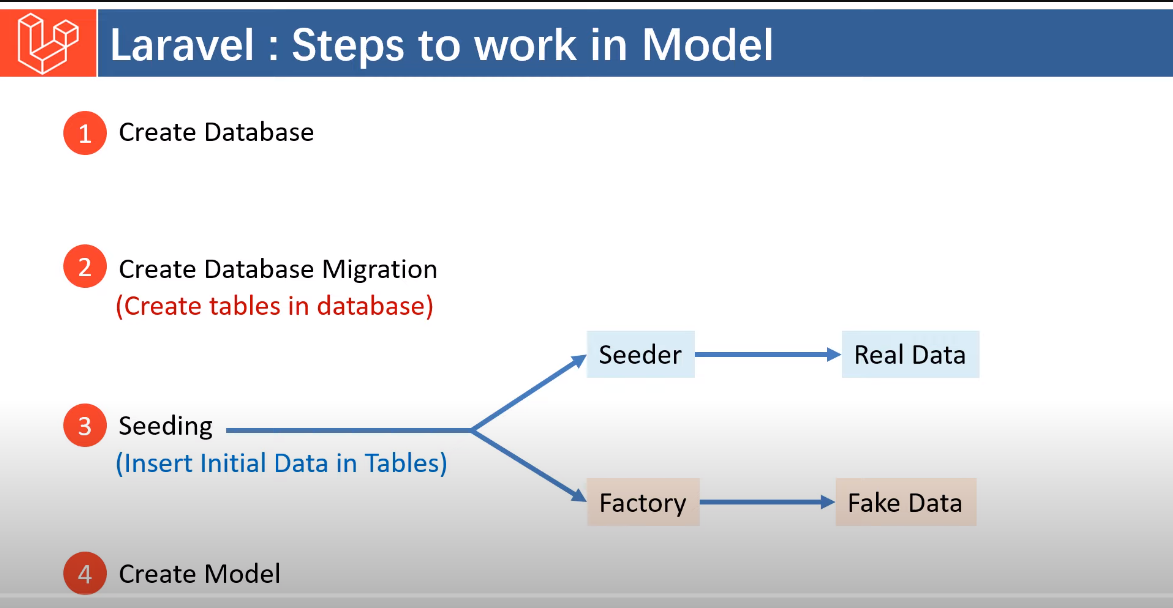 Laravel : Steps to work in Model
1 Create Database
2 Create Database Migration
(Create tables in database)
Seeder
Real Data
3 Seeding
(Insert Initial Data in Tables)
Factory
Fake Data
4 Create Model